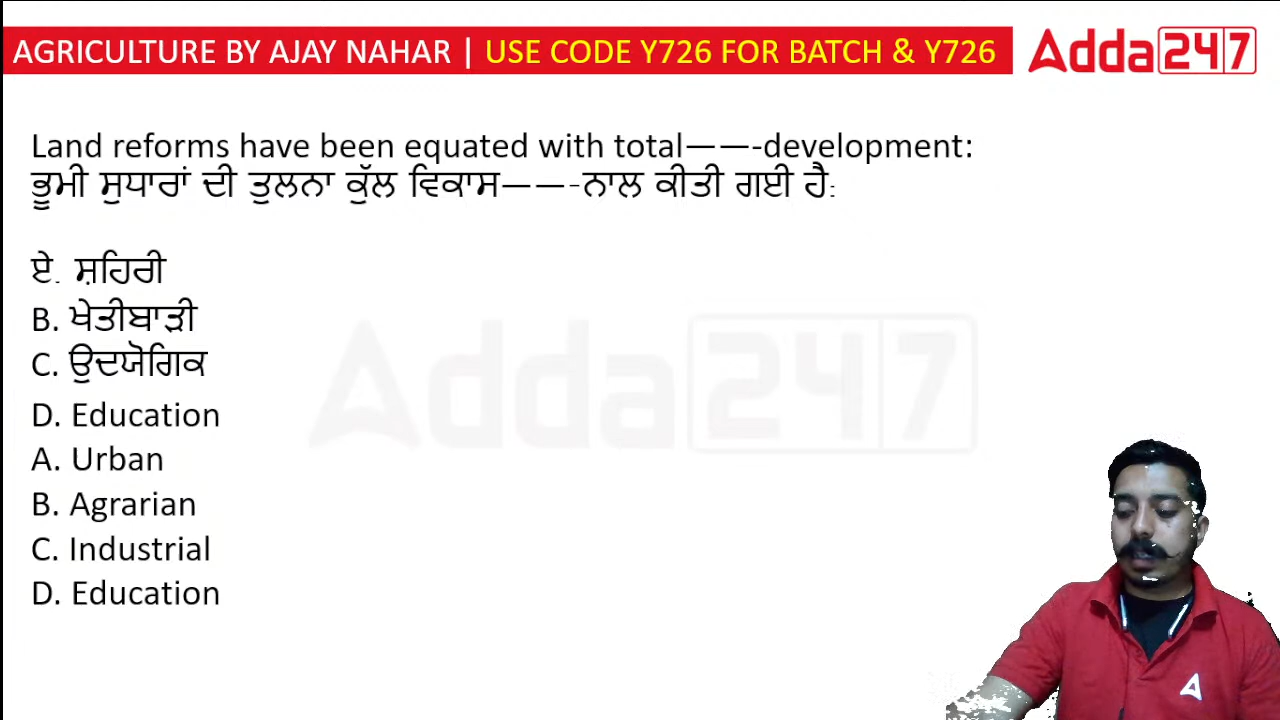 AGRICULTURE BY AJAY NAHAR | USE CODE Y726 FOR BATCH & Y726
Adda247
Land reforms have been equated with total——-development:
ਭੂਮੀ ਸੁਧਾਰਾਂ ਦੀ ਤੁਲਨਾ ਕੁੱਲ ਵਿਕਾਸ——-ਨਾਲ ਕੀਤੀ ਗਈ ਹੈ:
ਏ. ਸ਼ਹਿਰੀ
B. ਖੇਤੀਬਾੜੀ
C. ਉਦਯੋਗਿਕ
D. Education
A. Urban
B. Agrarian
C. Industrial
D. Education
Adda247